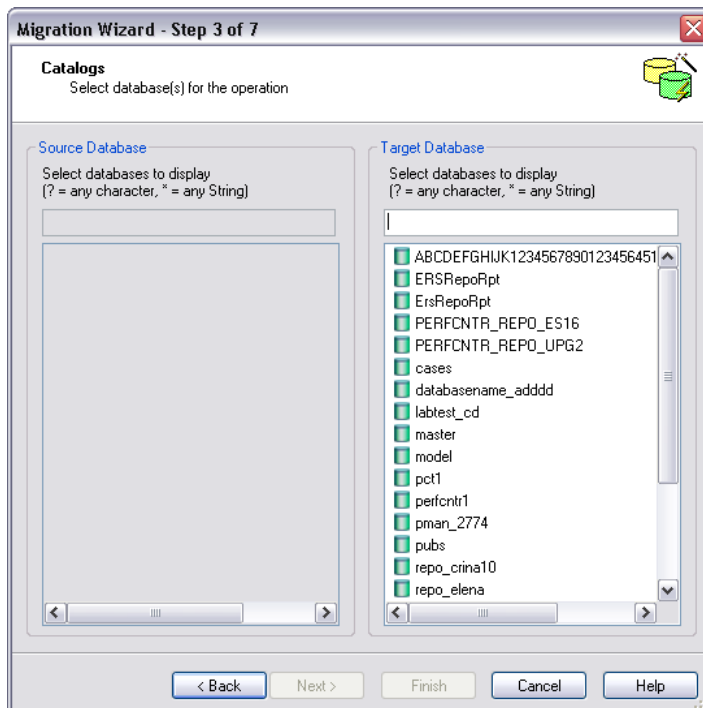 Migration Wizard - Step 3 of 7
Catalogs
Select database(s) for the operation
Source Database
Select databases to display
(? = any character, * = any String)
Target Database
Select databases to display
(? = any character, * = any String)
ABCDEFGHIJK1234567890123456451
ERSRepoRpt
ErsRepoRpt
PERFCNTR_REPO_ES16
PERFCNTR_REPO_UPG2
cases
databasename_adddd
labtest_cd
master
model
pct1
perfcntr1
pman_2774
pubs
repo_crina10
repo_elena
< Back
Next >
Finish
Cancel
Help